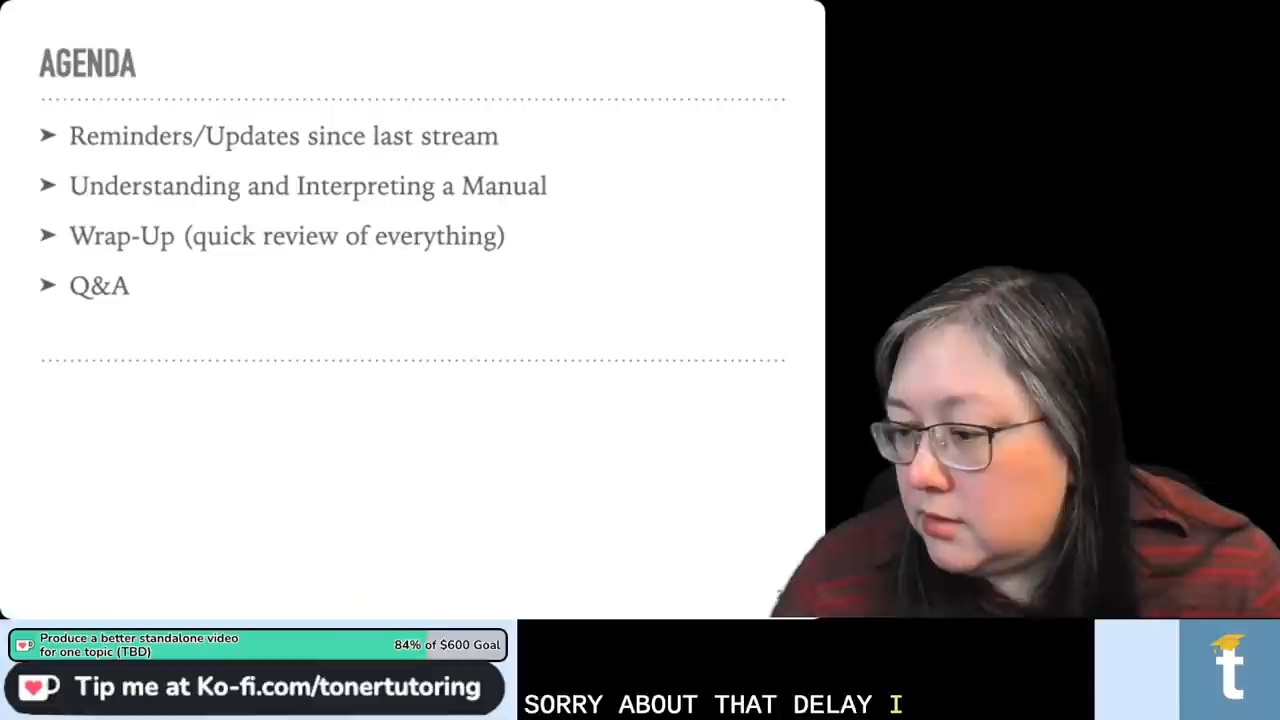 AGENDA
➤ Reminders/Updates since last stream
➤ Understanding and Interpreting a Manual
➤ Wrap-Up (quick review of everything)
➤ Q&A
Produce a better standalone video
for one topic (TBD)
84% of $600 Goal
Tip me at Ko-fi.com/tonertutoring
SORRY ABOUT THAT DELAY I
t